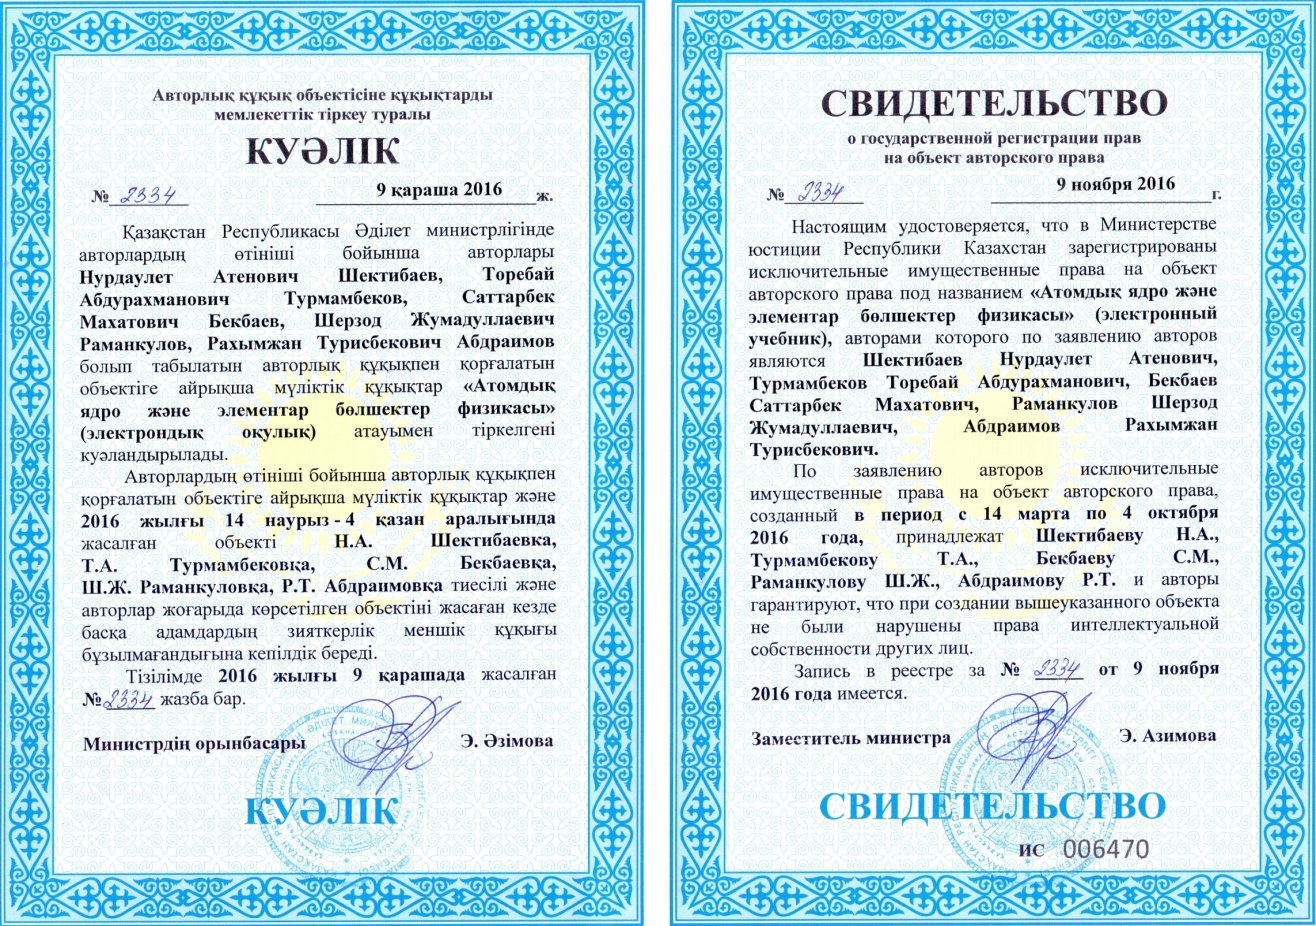 Авторлық құқық объектісіне құқықтарды
мемлекеттік тіркеу туралы
КУӘЛІК
№ 2334 9 қараша 2016 ж.
Қазақстан Республикасы Әділет министрлігінде
авторлардың өтініші бойынша авторлары
Нурдаулет Атенович Шектибаев, Торебай
Абдурахманович Турмамбеков, Саттарбек
Махатович Бекбаев, Шерзод Жумадуллаевич
Раманкулов, Рахымжан Турисбекович Абдраимов
болып табылатын авторлық құқықпен қорғалатын
объектіге айрықша мүліктік құқықтар «Атомдық
ядро және элементар бөлшектер физикасы»
(электрондық оқулық) атауымен тіркелгені
куәландырылады.
Авторлардың өтініші бойынша авторлық құқықпен
қорғалатын объектіге айрықша мүліктік құқықтар және
2016 жылғы 14 наурыз - 4 қазан аралығында
жасалған объекті Н.А. Шектибаевка,
Т.А. Турмамбековқа, С.М. Бекбаевқа,
Ш.Ж. Раманкуловқа, Р.Т. Абдраимовқа тиесілі және
авторлар жоғарыда көрсетілген объектіні жасаған кезде
басқа адамдардың зияткерлік меншік құқығы
бұзылмағандығына кепілдік береді.
Тізілімде 2016 жылғы 9 қарашада жасалған
№ 2334 жазба бар.
Министрдің орынбасары Э. Әзімова
КУӘЛІК
СВИДЕТЕЛЬСТВО
о государственной регистрации прав
на объект авторского права
№ 2334 9 ноября 2016 г.
Настоящим удостоверяется, что в Министерстве
юстиции Республики Казахстан зарегистрированы
исключительные имущественные права на объект
авторского права под названием «Атомдық ядро және
элементар бөлшектер физикасы» (электронный
учебник), авторами которого по заявлению авторов
являются Шектибаев Нурдаулет Атенович,
Турмамбеков Торебай Абдурахманович, Бекбаев
Саттарбек Махатович, Раманкулов Шерзод
Жумадуллаевич, Абдраимов Рахымжан
Турисбекович.
По заявлению авторов исключительные
имущественные права на объект авторского права,
созданный в период с 14 марта по 4 октября
2016 года, принадлежат Шектибаеву Н.А.,
Турмамбекову Т.А., Бекбаеву С.М.,
Раманкулову Ш.Ж., Абдраимову Р.Т. и авторы
гарантируют, что при создании вышеуказанного объекта
не были нарушены права интеллектуальной
собственности других лиц.
Запись в реестре за № 2334 от 9 ноября
2016 года имеется.
Заместитель министра Э. Азимова
СВИДЕТЕЛЬСТВО
ИС 006470